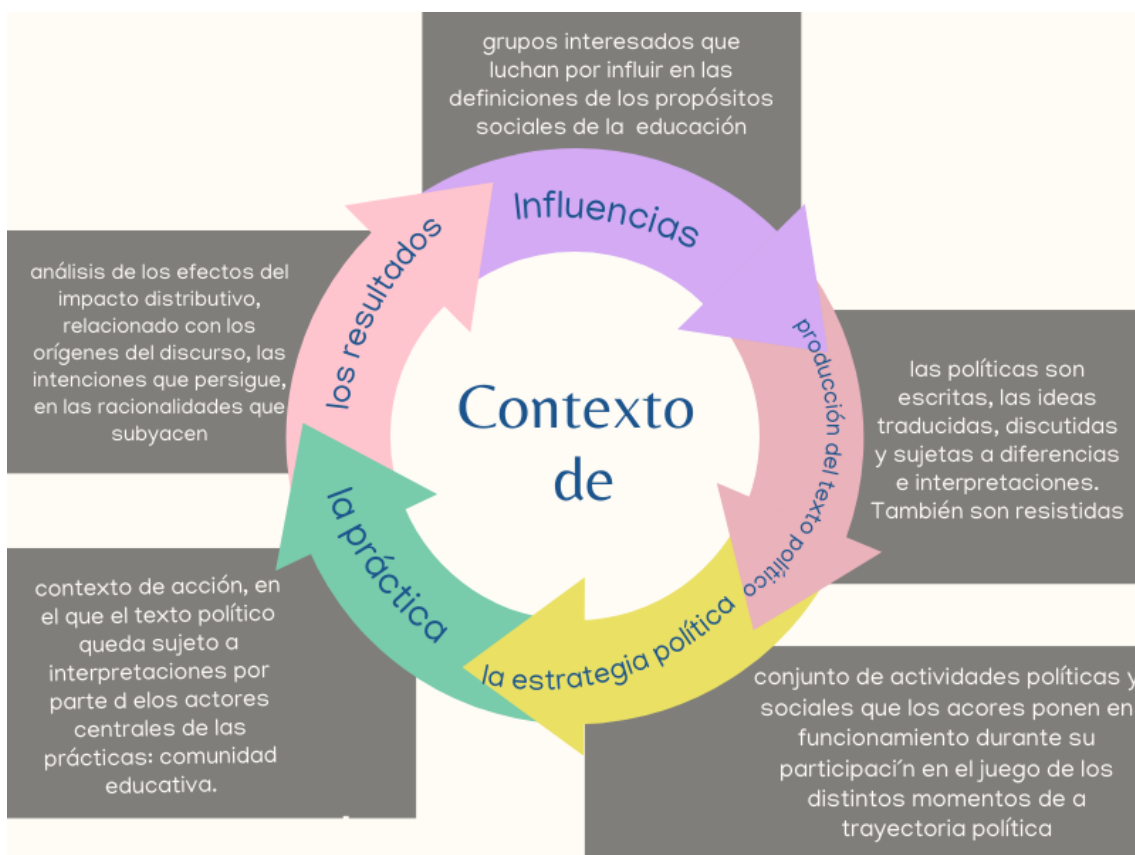 grupos interesados que
luchan por influir en las
definiciones de los propósitos
sociales de la educación
Influencias
producción del texto político
las políticas son
escritas, las ideas
traducidas, discutidas
y sujetas a diferencias
e interpretaciones.
También son resistidas
la estrategia política
conjunto de actividades políticas y
sociales que los acores ponen en
funcionamiento durante su
participaci´n en el juego de los
distintos momentos de a
trayectoria política
la práctica
contexto de acción, en
el que el texto político
queda sujeto a
interpretaciones por
parte d elos actores
centrales de las
prácticas: comunidad
educativa.
los resultados
análisis de los efectos del
impacto distributivo,
relacionado con los
orígenes del discurso, las
intenciones que persigue,
en las racionalidades que
subyacen
Contexto
de